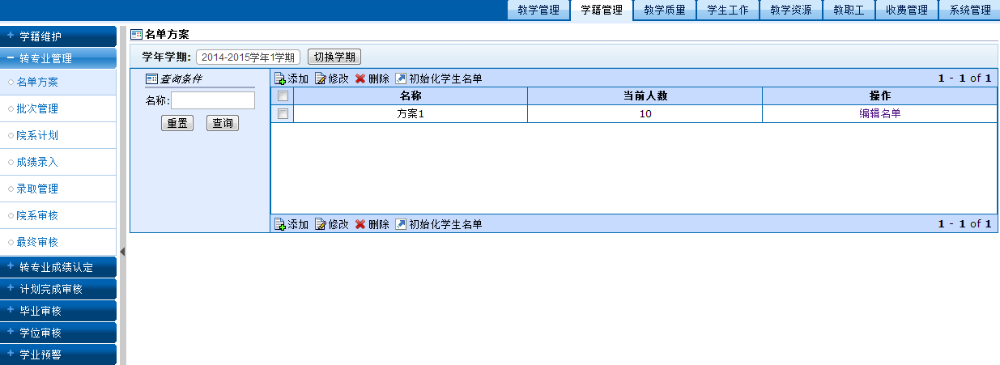 教学管理 学籍管理 教学质量 学生工作 教学资源 教职工 收费管理 系统管理
学籍维护
转专业管理
名单方案
批次管理
院系计划
成绩录入
录取管理
院系审核
最终审核
转专业成绩认定
计划完成审核
毕业审核
学位审核
学业预警
名单方案
学年学期: 2014-2015学年1学期 切换学期
查询条件
名称:
重置 查询
添加 修改 删除 初始化学生名单 1 - 1 of 1
名称 当前人数 操作
方案1 10 编辑名单
添加 修改 删除 初始化学生名单 1 - 1 of 1